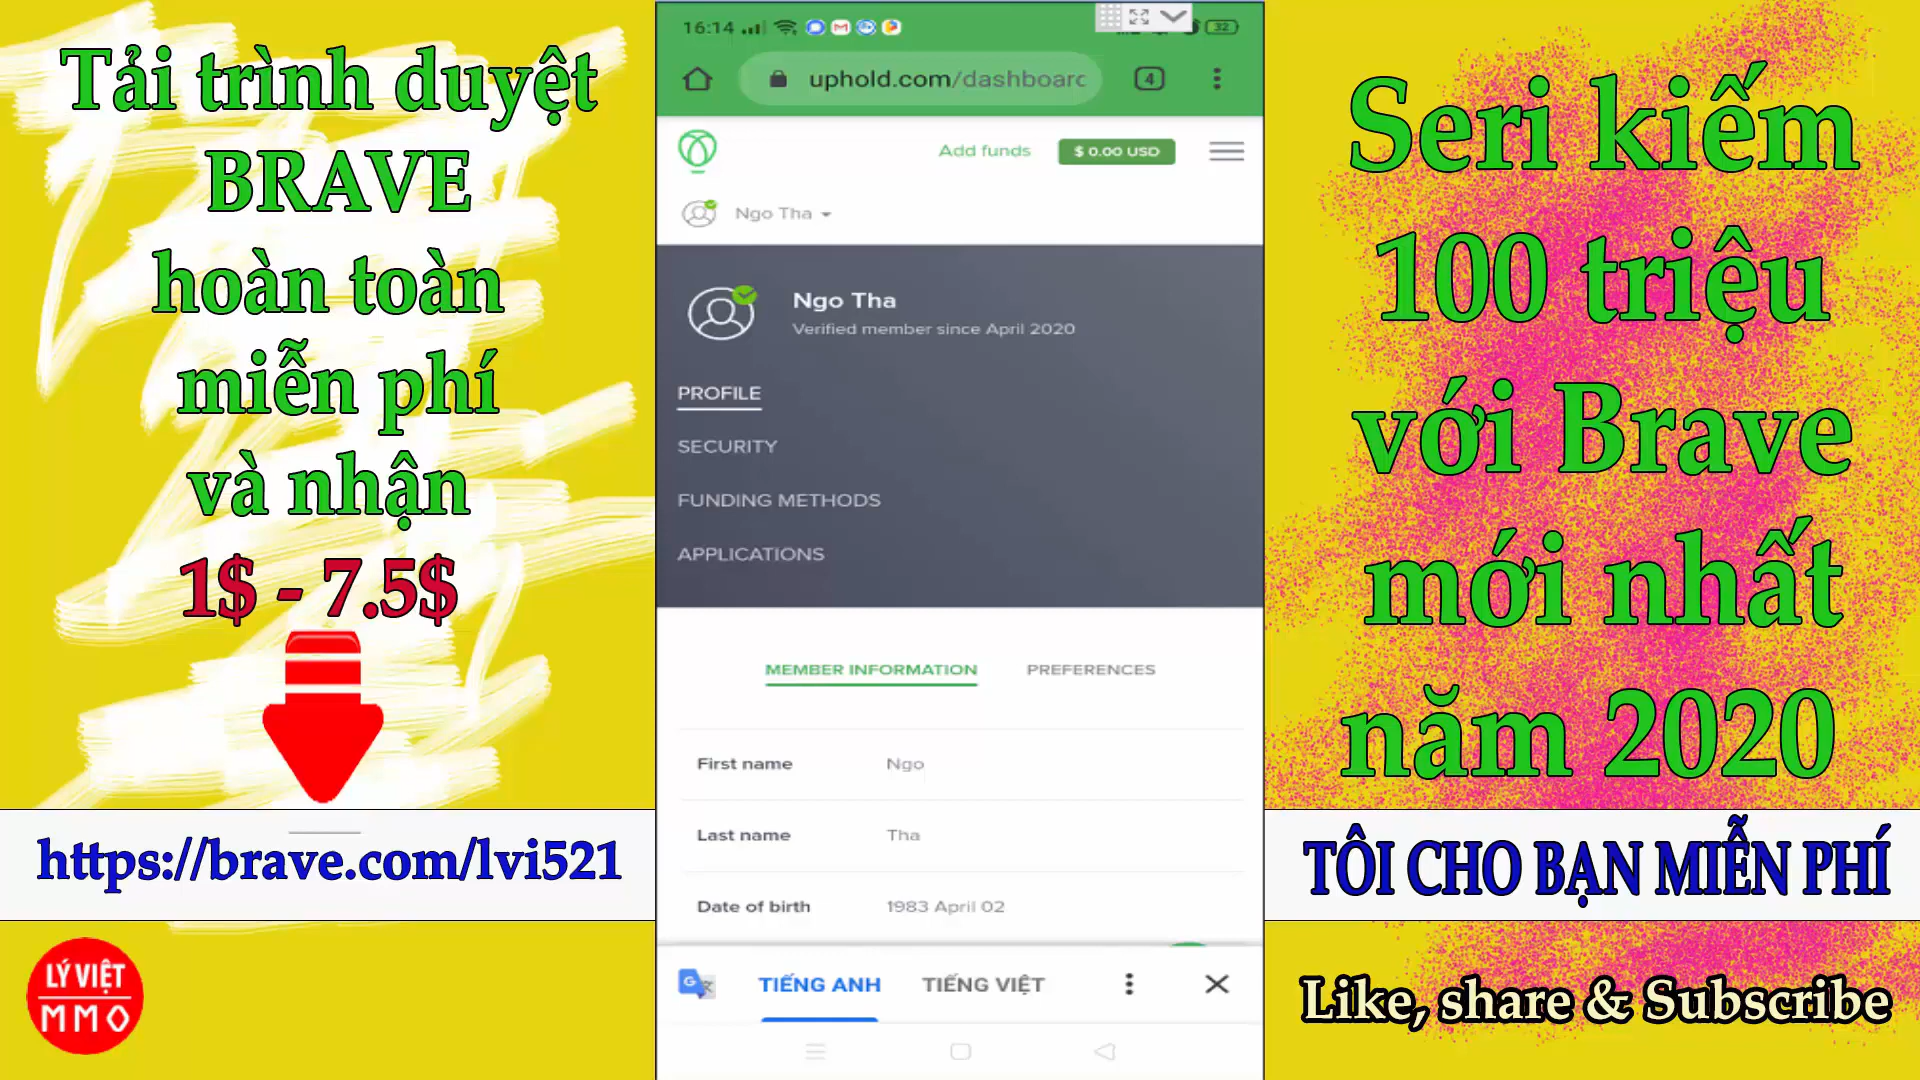 Tải trình duyệt
BRAVE
hoàn toàn
miễn phí
và nhận
1$ - 7.5$
https://brave.com/lvi521
LÝ VIỆT
MMO
16:14
32
uphold.com/dashboard
4
Add funds
$ 0.00 USD
Ngo Tha
Ngo Tha
Verified member since April 2020
PROFILE
SECURITY
FUNDING METHODS
APPLICATIONS
MEMBER INFORMATION
PREFERENCES
First name
Ngo
Last name
Tha
Date of birth
1983 April 02
TIẾNG ANH
TIẾNG VIỆT
Seri kiếm
100 triệu
với Brave
mới nhất
năm 2020
TÔI CHO BẠN MIỄN PHÍ
Like, share & Subscribe